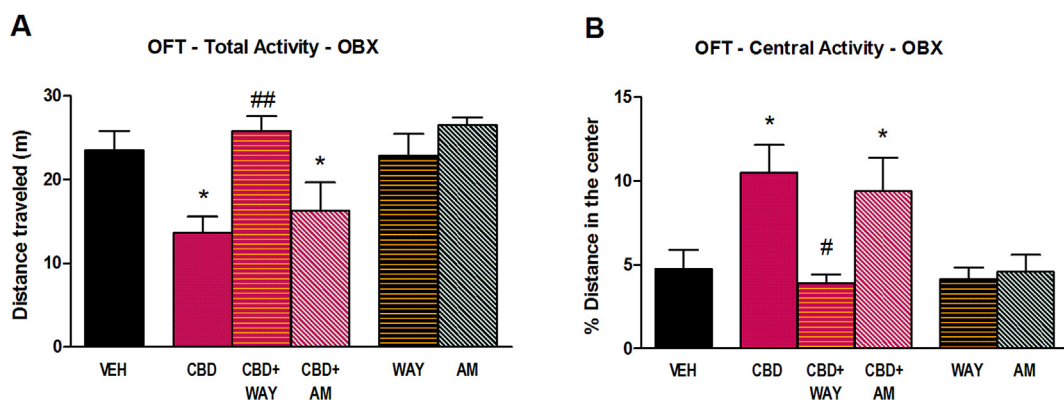 A
OFT - Total Activity - OBX
Distance traveled (m)
30
20
10
0
*
##
*
VEH
CBD
CBD+
WAY
CBD+
AM
WAY
AM
B
OFT - Central Activity - OBX
% Distance in the center
15
10
5
0
*
#
*
VEH
CBD
CBD+
WAY
CBD+
AM
WAY
AM